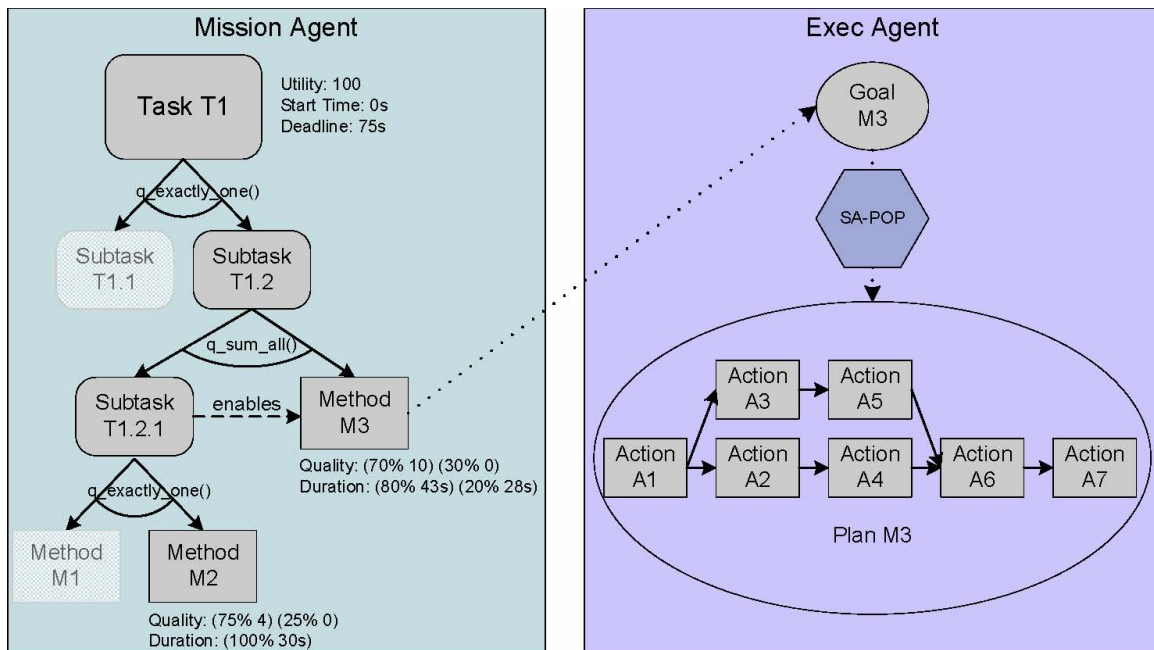 Mission Agent
Task T1
Utility: 100
Start Time: 0s
Deadline: 75s
q_exactly_one()
Subtask
T1.1
Subtask
T1.2
q_sum_all()
Subtask
T1.2.1
enables
Method
M3
Quality: (70% 10) (30% 0)
Duration: (80% 43s) (20% 28s)
q_exactly_one()
Method
M1
Method
M2
Quality: (75% 4) (25% 0)
Duration: (100% 30s)
Exec Agent
Goal
M3
SA-POP
Action
A3
Action
A5
Action
A1
Action
A2
Action
A4
Action
A6
Action
A7
Plan M3